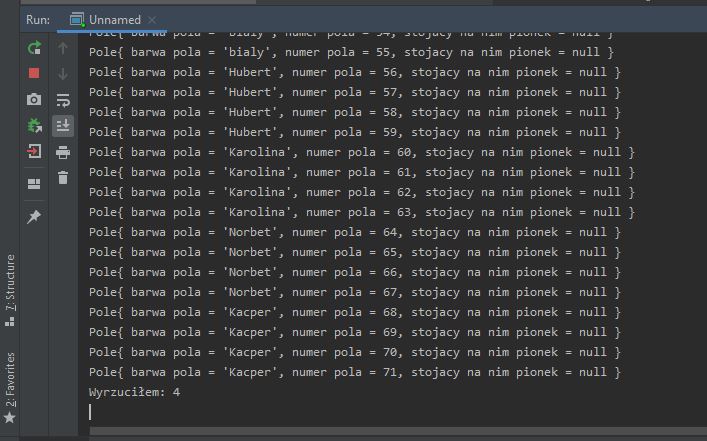 Run: Unnamed
Pole{ barwa pola = 'bialy', numer pola = 54, stojacy na nim pionek = null }
Pole{ barwa pola = 'bialy', numer pola = 55, stojacy na nim pionek = null }
Pole{ barwa pola = 'Hubert', numer pola = 56, stojacy na nim pionek = null }
Pole{ barwa pola = 'Hubert', numer pola = 57, stojacy na nim pionek = null }
Pole{ barwa pola = 'Hubert', numer pola = 58, stojacy na nim pionek = null }
Pole{ barwa pola = 'Hubert', numer pola = 59, stojacy na nim pionek = null }
Pole{ barwa pola = 'Karolina', numer pola = 60, stojacy na nim pionek = null }
Pole{ barwa pola = 'Karolina', numer pola = 61, stojacy na nim pionek = null }
Pole{ barwa pola = 'Karolina', numer pola = 62, stojacy na nim pionek = null }
Pole{ barwa pola = 'Karolina', numer pola = 63, stojacy na nim pionek = null }
Pole{ barwa pola = 'Norbet', numer pola = 64, stojacy na nim pionek = null }
Pole{ barwa pola = 'Norbet', numer pola = 65, stojacy na nim pionek = null }
Pole{ barwa pola = 'Norbet', numer pola = 66, stojacy na nim pionek = null }
Pole{ barwa pola = 'Norbet', numer pola = 67, stojacy na nim pionek = null }
Pole{ barwa pola = 'Kacper', numer pola = 68, stojacy na nim pionek = null }
Pole{ barwa pola = 'Kacper', numer pola = 69, stojacy na nim pionek = null }
Pole{ barwa pola = 'Kacper', numer pola = 70, stojacy na nim pionek = null }
Pole{ barwa pola = 'Kacper', numer pola = 71, stojacy na nim pionek = null }
Wyrzuciłem: 4
7: Structure
2: Favorites